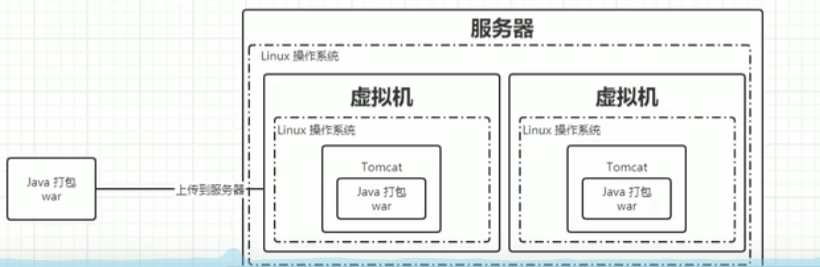 服务器
Linux 操作系统
虚拟机
虚拟机
Linux 操作系统
Linux 操作系统
Tomcat
Tomcat
Java 打包
war
上传到服务器
Java 打包
war
Java 打包
war